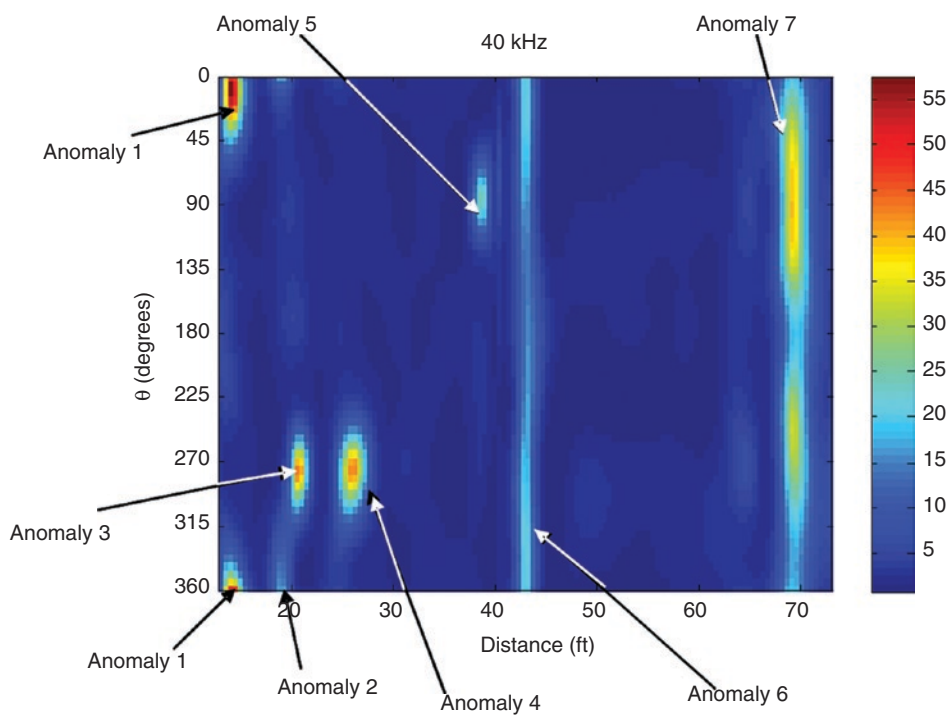 Anomaly 5
Anomaly 7
40 kHz
Anomaly 1
0
45
90
135
180
225
270
315
360
θ (degrees)
55
50
45
40
35
30
25
20
15
10
5
Anomaly 3
20
30
40
50
60
70
Distance (ft)
Anomaly 1
Anomaly 2
Anomaly 4
Anomaly 6